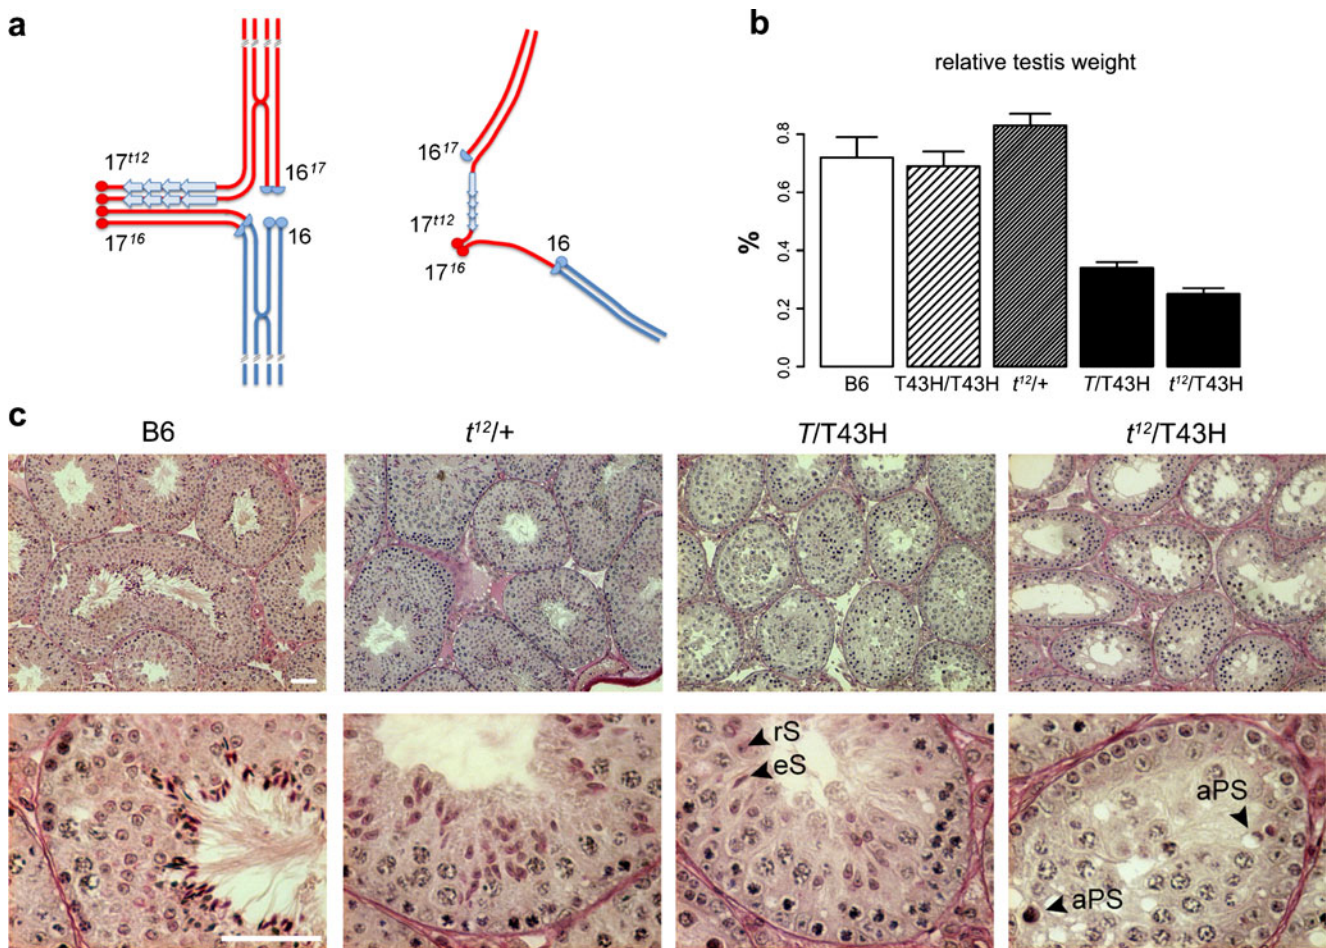 a
17t12
1617
1716
16
1617
17t12
1716
16
b
relative testis weight
%
0.8
0.6
0.4
0.2
0.0
B6
T43H/T43H
t12/+
T/T43H
t12/T43H
c
B6
t12/+
T/T43H
t12/T43H
rS
eS
aPS
aPS